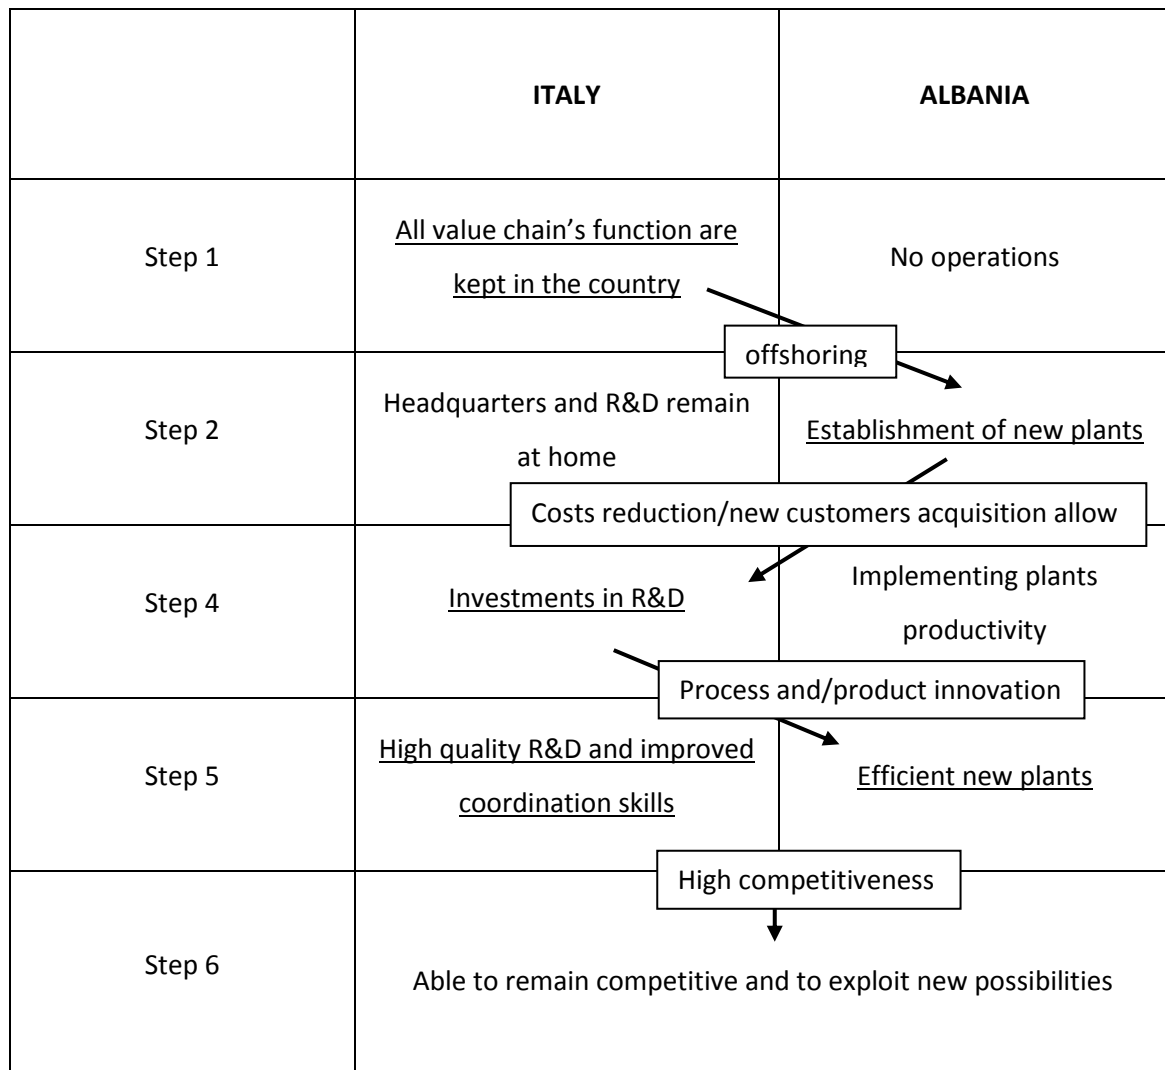 ITALY
ALBANIA
Step 1
All value chain's function are
kept in the country
No operations
offshoring
Step 2
Headquarters and R&D remain
at home
Establishment of new plants
Costs reduction/new customers acquisition allow
Step 4
Investments in R&D
Implementing plants
productivity
Process and/product innovation
Step 5
High quality R&D and improved
coordination skills
Efficient new plants
High competitiveness
Step 6
Able to remain competitive and to exploit new possibilities